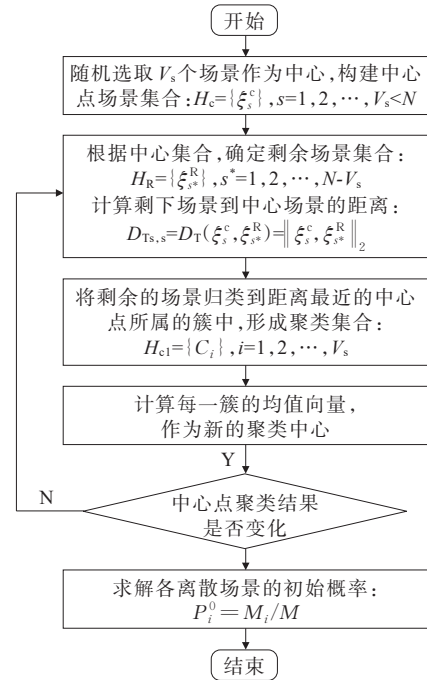 开始
随机选取 Vs个场景作为中心,构建中心
点场景集合:Hc={ξ_s^c},s=1,2,…,Vs<N
根据中心集合,确定剩余场景集合:
HR={ξ_{s*}^R},s*=1,2,…,N-Vs
计算剩下场景到中心场景的距离:
D_{Ts,s}=D_T(ξ_s^c,ξ_{s*}^R)=‖ξ_s^c,ξ_{s*}^R‖_2
将剩余的场景归类到距离最近的中心
点所属的簇中,形成聚类集合:
H_{c1}={C_i},i=1,2,…,Vs
计算每一簇的均值向量,
作为新的聚类中心
Y
N
中心点聚类结果
是否变化
求解各离散场景的初始概率:
P_i^0=M_i/M
结束